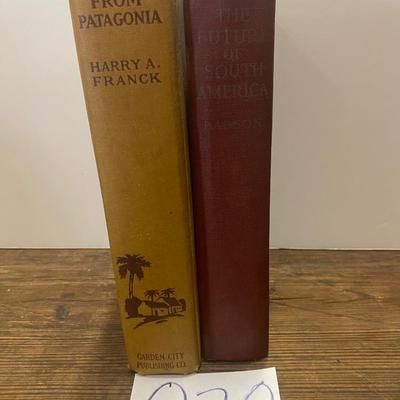 FROM
PATAGONIA
HARRY A.
FRANCK
GARDEN CITY
PUBLISHING CO.
THE
FUTURE
OF
SOUTH
AMERICA
BABSON